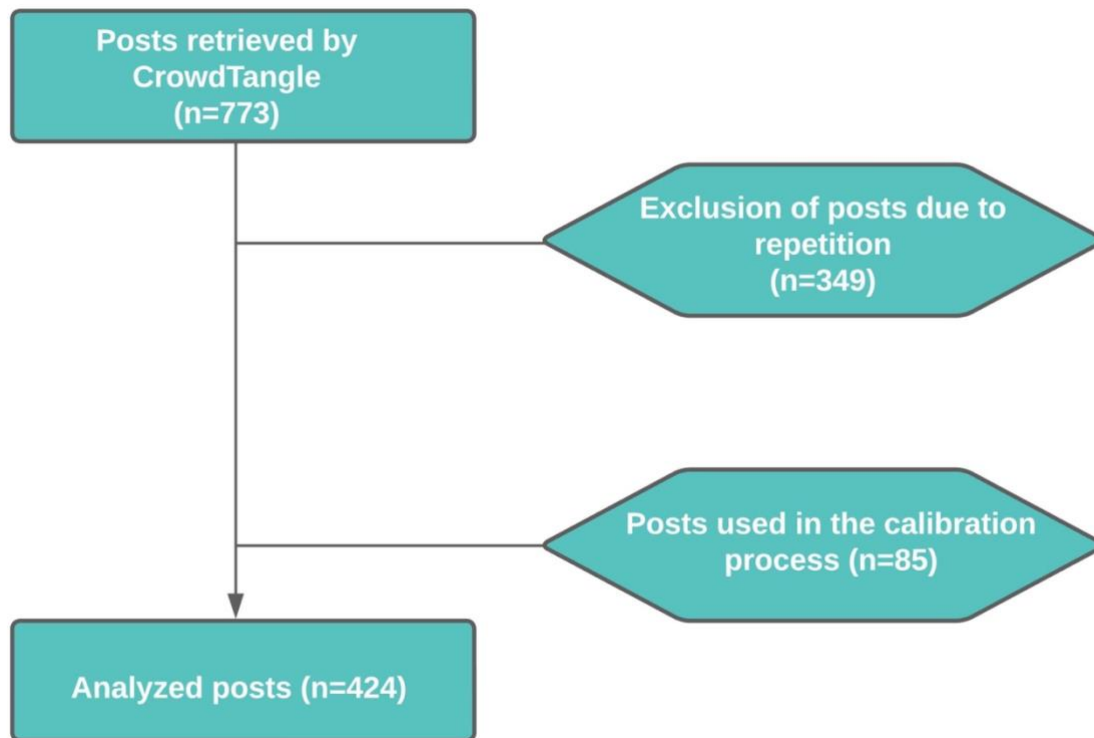 Posts retrieved by
CrowdTangle
(n=773)
Exclusion of posts due to
repetition
(n=349)
Posts used in the calibration
process (n=85)
Analyzed posts (n=424)